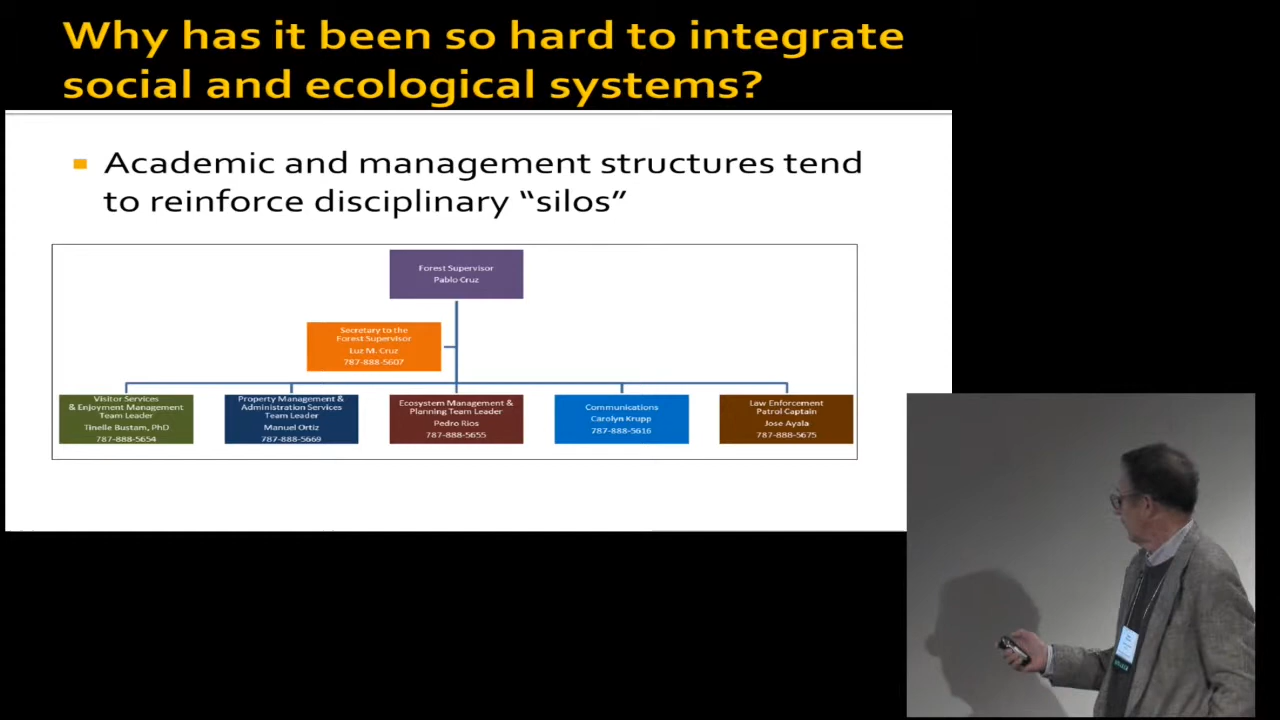 Why has it been so hard to integrate
social and ecological systems?
Academic and management structures tend
to reinforce disciplinary “silos”
Forest Supervisor
Pablo Cruz
Secretary to the
Forest Supervisor
Luz M. Cruz
787-888-5607
Visitor Services
& Enjoyment Management
Team Leader
Tinelle Bustam, PhD
787-888-5654
Property Management &
Administration Services
Team Leader
Manuel Ortiz
787-888-5669
Ecosystem Management &
Planning Team Leader
Pedro Rios
787-888-5655
Communications
Carolyn Krupp
787-888-5616
Law Enforcement
Patrol Captain
Jose Ayala
787-888-5675